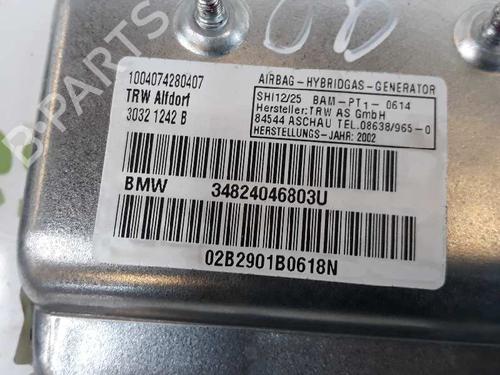 1004074280407
TRW Alfdorf
3032 1242 B
AIRBAG-HYBRIDGAS-GENERATOR
SHI12/25 BAM-PT1-0614
Hersteller:TRW AS GmbH
84544 ASCHAU TEL.08638/965-0
HERSTELLUNGS-JAHR: 2002
BMW 34824046803U
02B2901B0618N